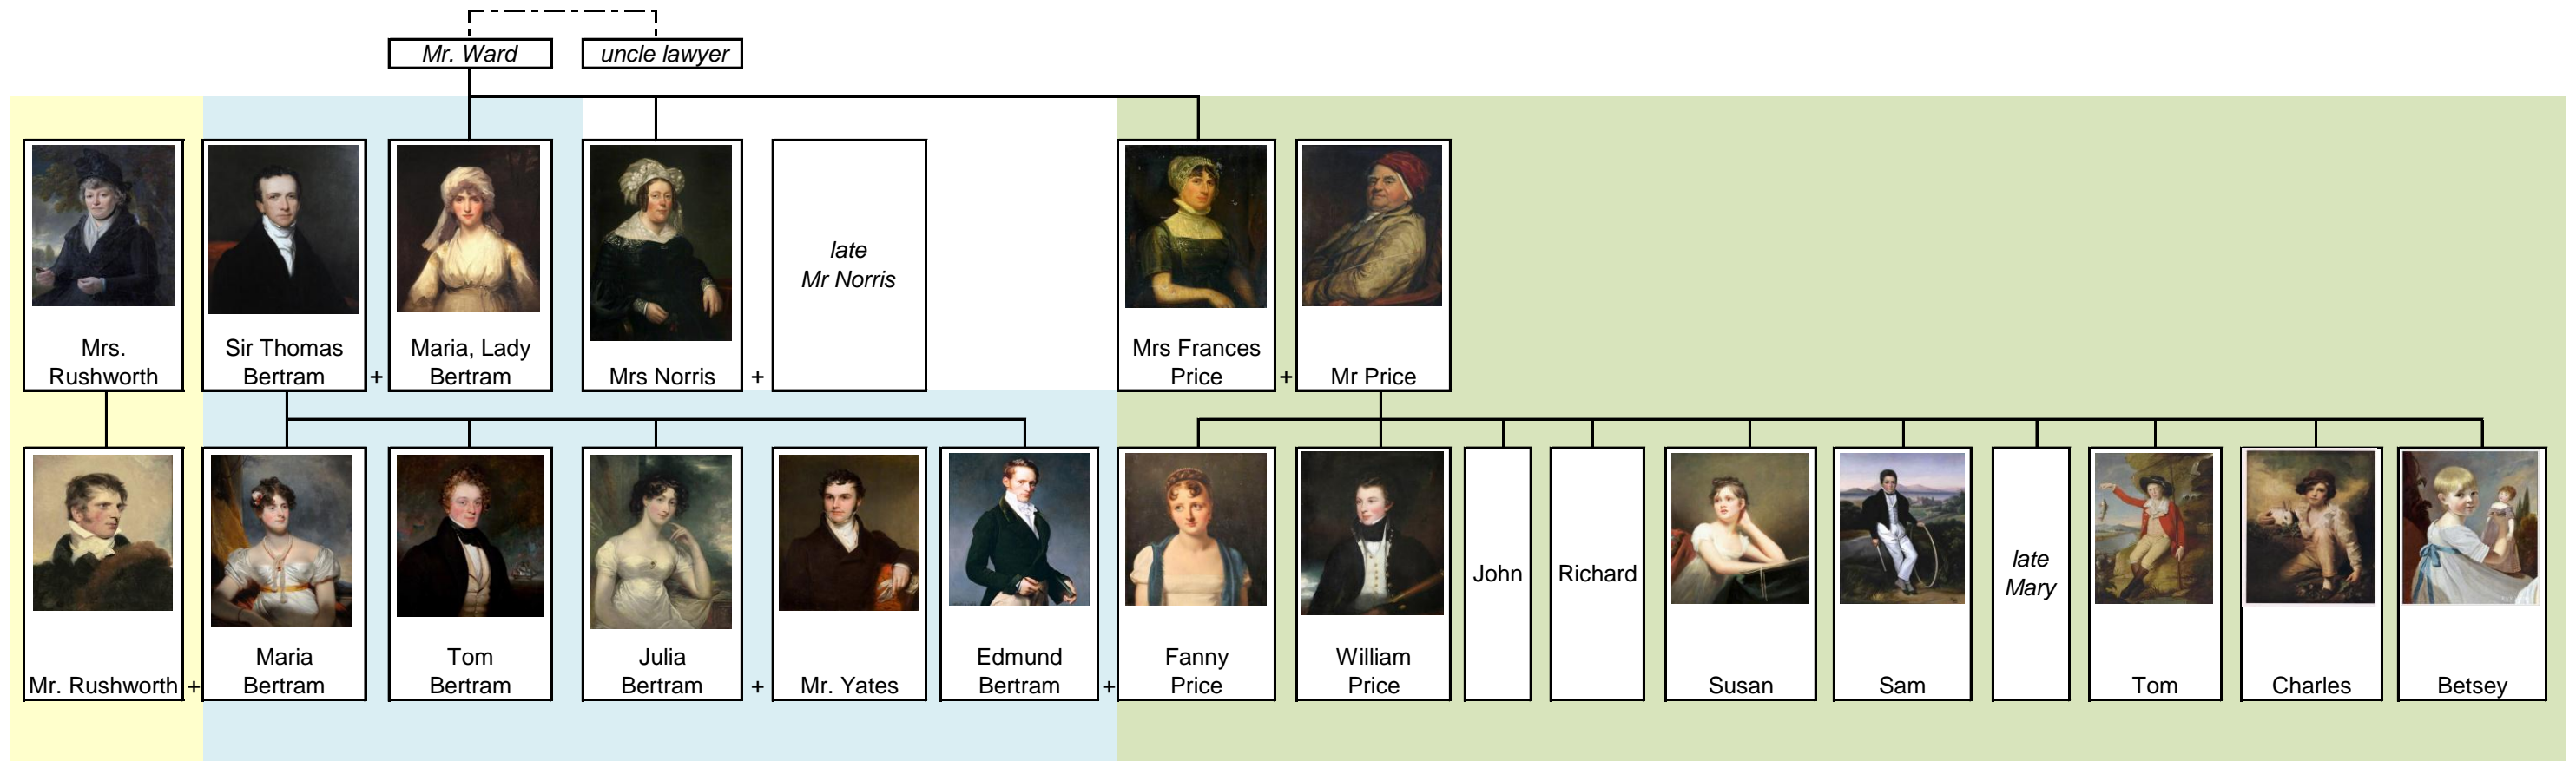 Mr. Ward
uncle lawyer
Mrs.
Rushworth
Sir Thomas
Bertram
+
Maria, Lady
Bertram
Mrs Norris
+
late
Mr Norris
Mrs Frances
Price
+
Mr Price
Mr. Rushworth
+
Maria
Bertram
Tom
Bertram
Julia
Bertram
+
Mr. Yates
Edmund
Bertram
+
Fanny
Price
William
Price
John
Richard
Susan
Sam
late
Mary
Tom
Charles
Betsey